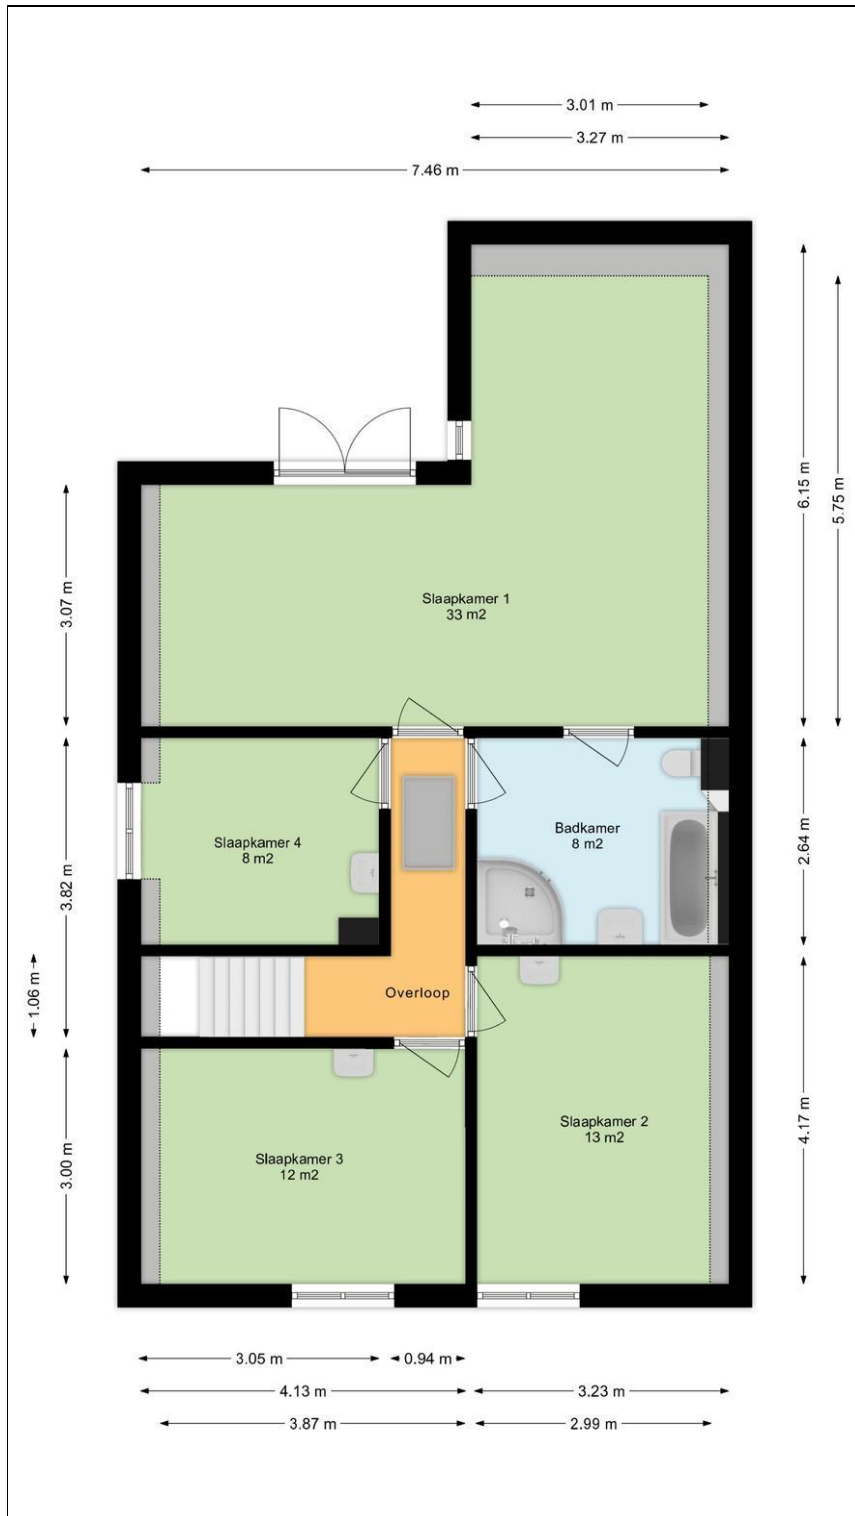 3.01 m
3.27 m
7.46 m
6.15 m
5.75 m
3.07 m
Slaapkamer 1
33 m2
Slaapkamer 4
8 m2
Badkamer
8 m2
2.64 m
3.82 m
1.06 m
Overloop
Slaapkamer 2
13 m2
4.17 m
Slaapkamer 3
12 m2
3.00 m
3.05 m
0.94 m
4.13 m
3.23 m
3.87 m
2.99 m